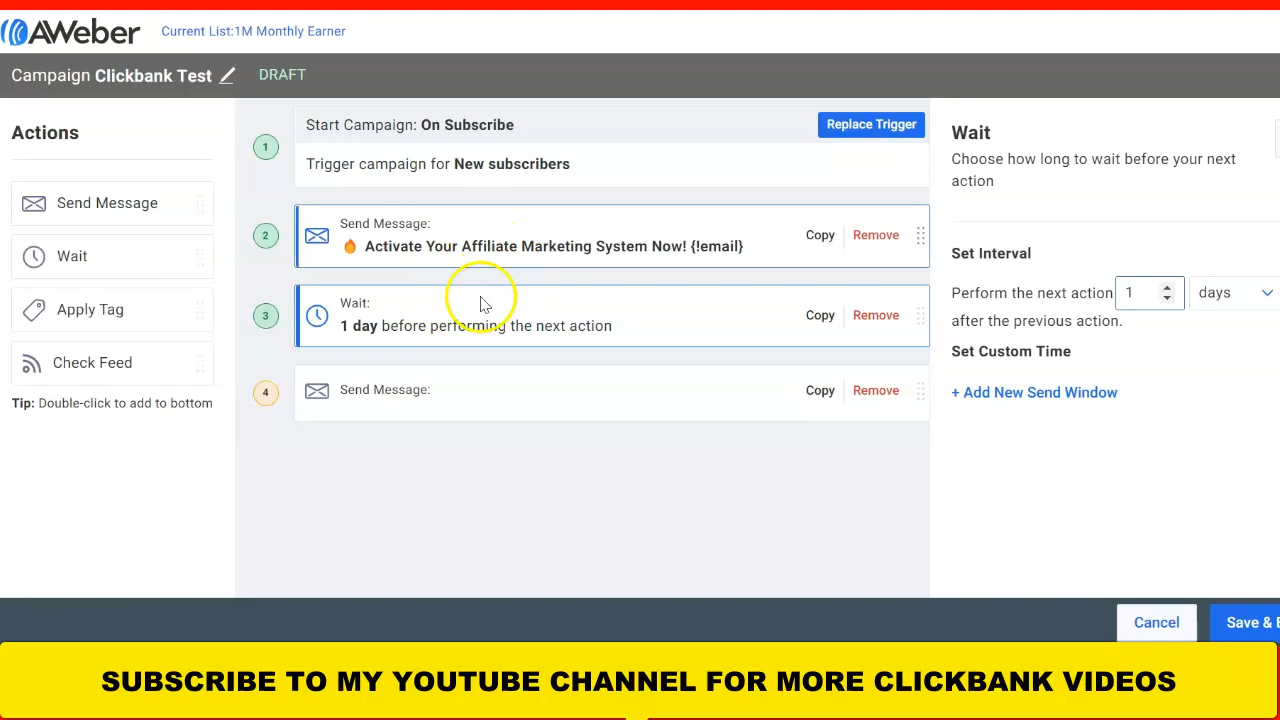 AWeber
Current List:1M Monthly Earner
Campaign Clickbank Test
DRAFT
Actions
Send Message
Wait
Apply Tag
Check Feed
Tip: Double-click to add to bottom
1
Start Campaign: On Subscribe
Replace Trigger
Trigger campaign for New subscribers
2
Send Message:
🔥 Activate Your Affiliate Marketing System Now! {!email}
Copy
Remove
3
Wait:
1 day before performing the next action
Copy
Remove
4
Send Message:
Copy
Remove
Wait
Choose how long to wait before your next
action
Set Interval
Perform the next action 1 days
after the previous action.
Set Custom Time
+ Add New Send Window
Cancel
Save & E
SUBSCRIBE TO MY YOUTUBE CHANNEL FOR MORE CLICKBANK VIDEOS